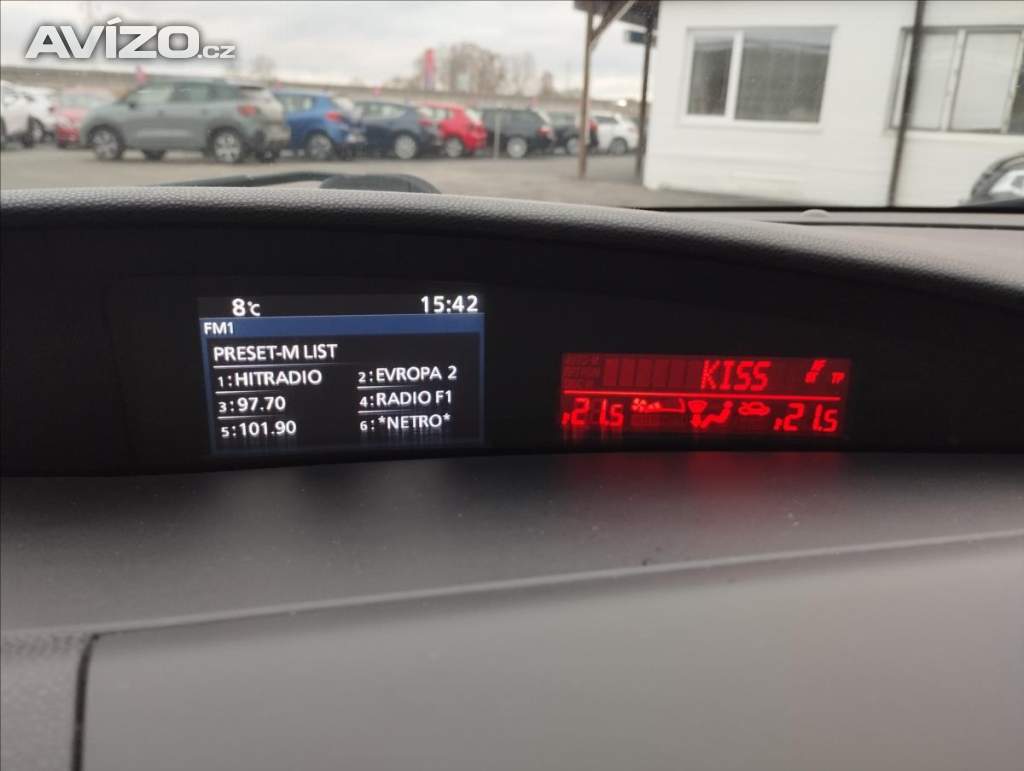 AVÍZO.cz
8°C 15:42
FM1
PRESET-M LIST
1:HITRADIO 2:EVROPA 2
3:97.70 4:RADIO F1
5:101.90 6:*NETRO*
KISS TP
21.5 21.5